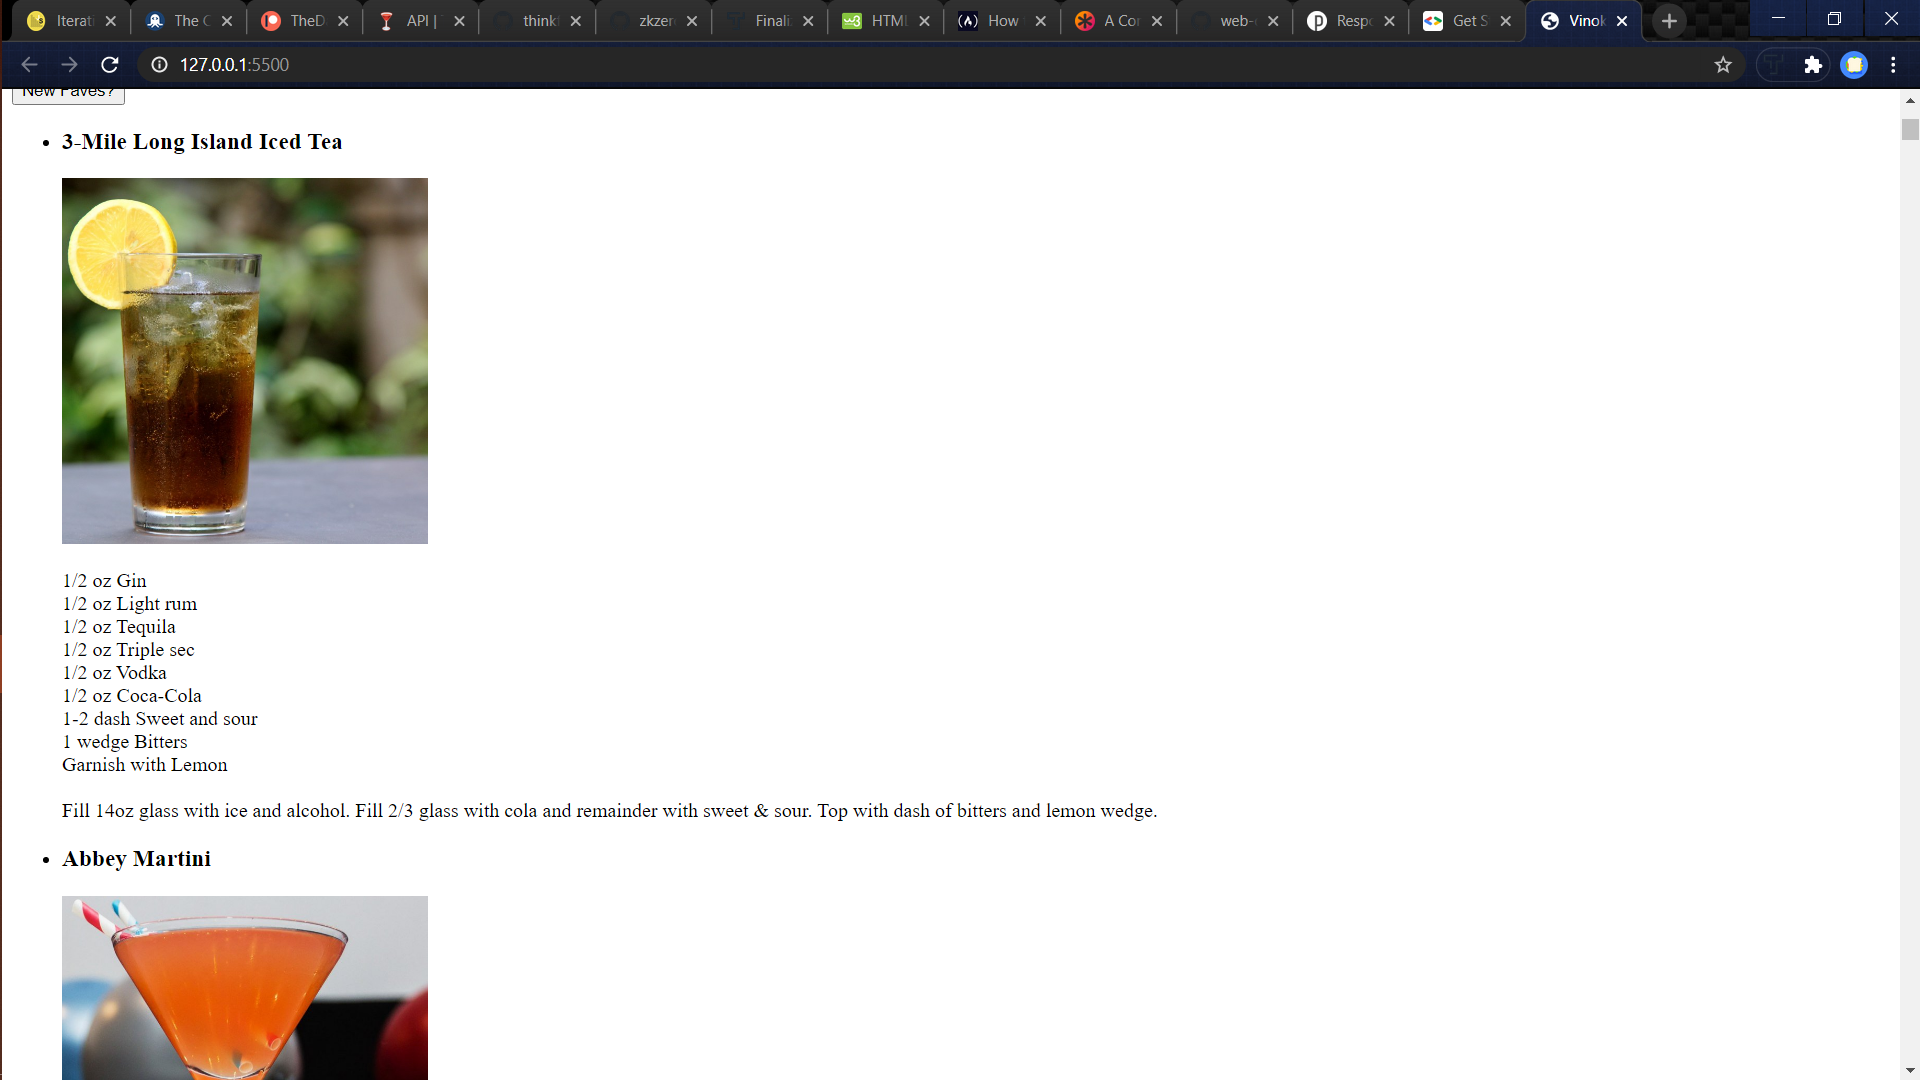 Iterati
The C
TheD
API |
think
zkzer
Finali
HTML
How
A Cor
web-
Respo
Get S
Vinok
127.0.0.1:5500
New Faves?
3-Mile Long Island Iced Tea
1/2 oz Gin
1/2 oz Light rum
1/2 oz Tequila
1/2 oz Triple sec
1/2 oz Vodka
1/2 oz Coca-Cola
1-2 dash Sweet and sour
1 wedge Bitters
Garnish with Lemon
Fill 14oz glass with ice and alcohol. Fill 2/3 glass with cola and remainder with sweet & sour. Top with dash of bitters and lemon wedge.
Abbey Martini